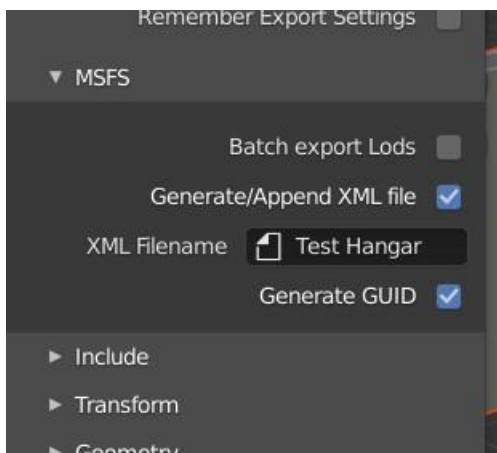 Remember Export Settings
MSFS
Batch export Lods
Generate/Append XML file
XML Filename Test Hangar
Generate GUID
Include
Transform
Geometry